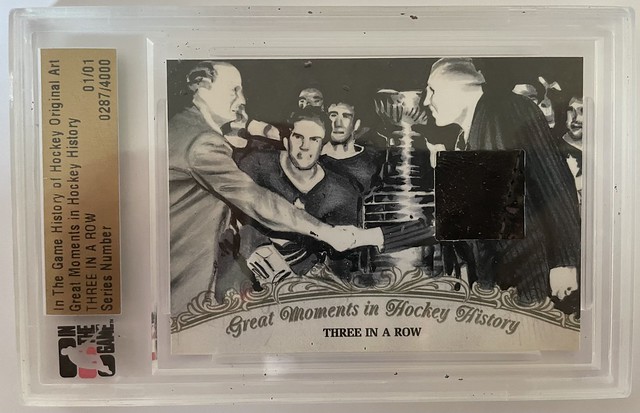 In The Game History of Hockey Original Art
Great Moments in Hockey History 01/01
THREE IN A ROW
Series Number 0287/4000
IN
THE
GAME
Great Moments in Hockey History
THREE IN A ROW